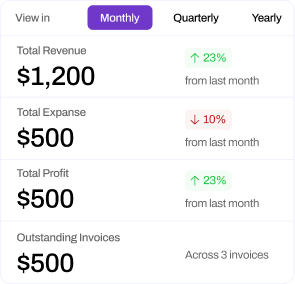 View in Monthly Quarterly Yearly
Total Revenue
$1,200
↑ 23%
from last month
Total Expanse
$500
↓ 10%
from last month
Total Profit
$500
↑ 23%
from last month
Outstanding Invoices
$500
Across 3 invoices